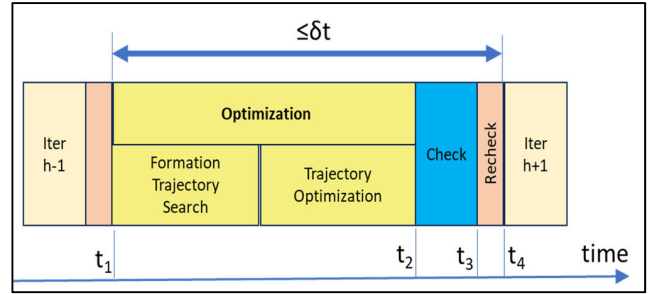 ≤δt
Iter
h-1
Optimization
Formation
Trajectory
Search
Trajectory
Optimization
Check
Recheck
Iter
h+1
t₁
t₂
t₃
t₄
time